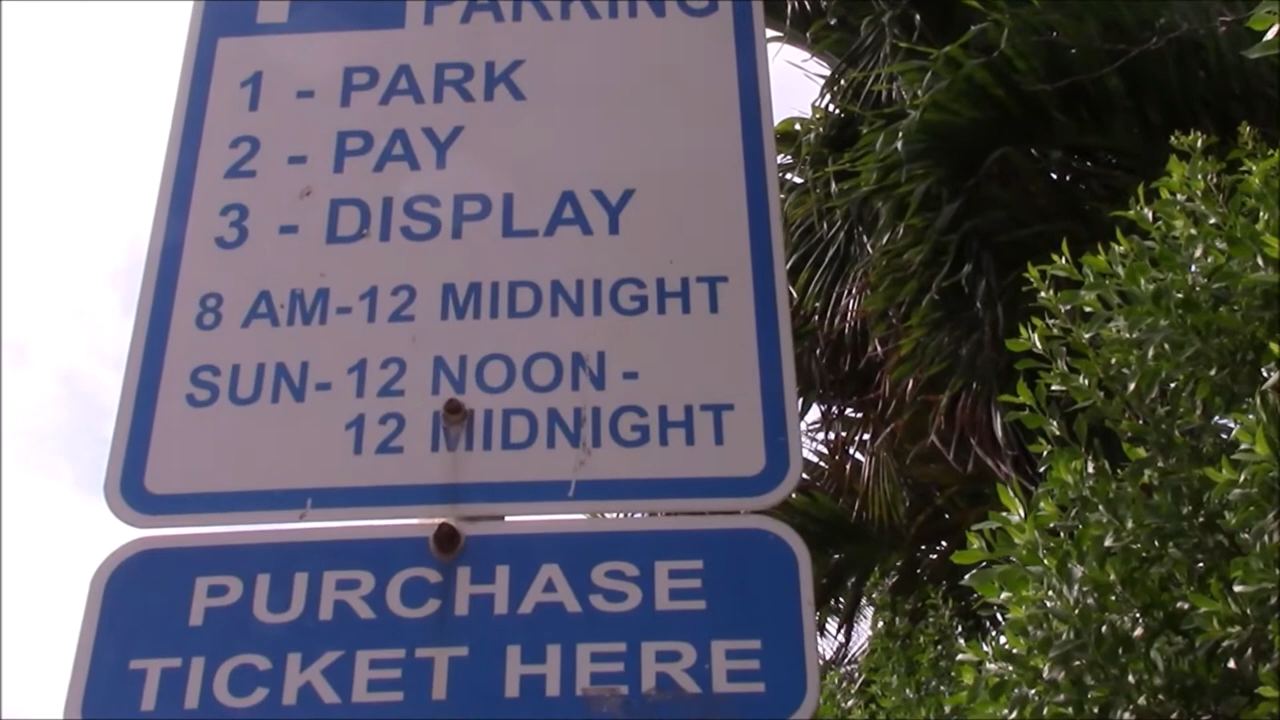 PARKING
1 - PARK
2 - PAY
3 - DISPLAY
8 AM-12 MIDNIGHT
SUN-12 NOON -
12 MIDNIGHT
PURCHASE
TICKET HERE